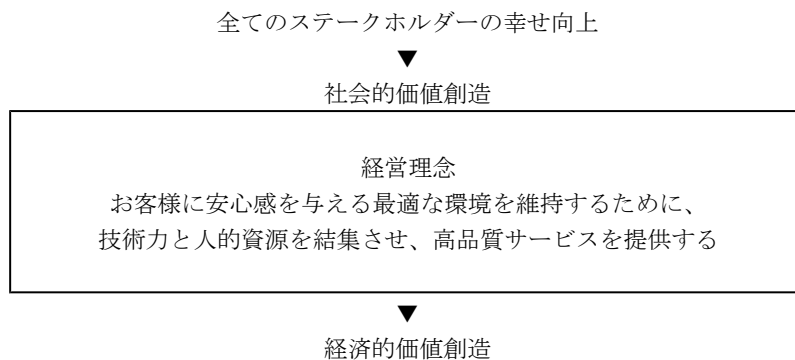 全てのステークホルダーの幸せ向上
▼
社会的価値創造
経営理念
お客様に安心感を与える最適な環境を維持するために、
技術力と人的資源を結集させ、高品質サービスを提供する
▼
経済的価値創造